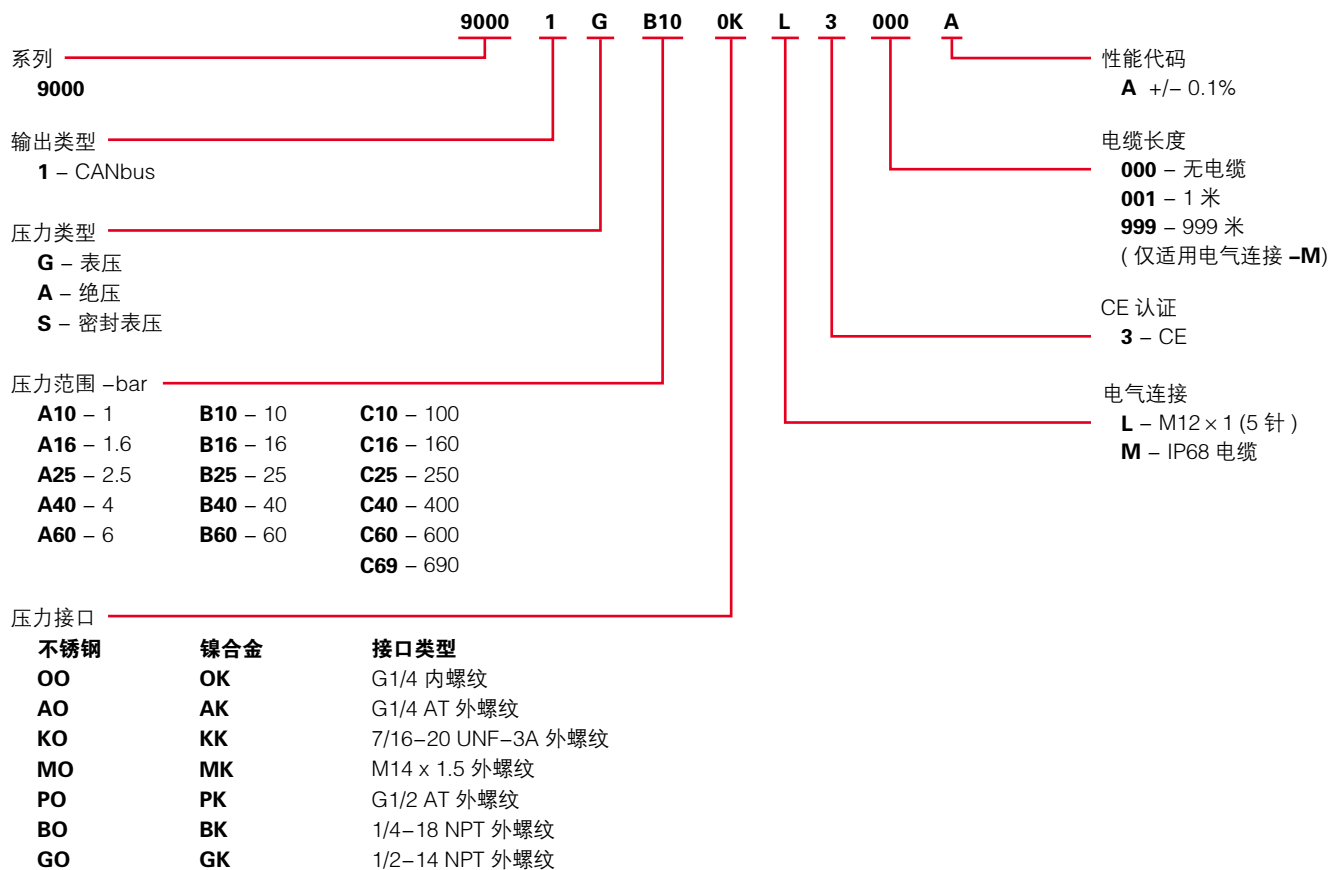 9000 1 G B10 0K L 3 000 A
系列
9000
输出类型
1 – CANbus
压力类型
G – 表压
A – 绝压
S – 密封表压
压力范围 –bar
A10 – 1 B10 – 10 C10 – 100
A16 – 1.6 B16 – 16 C16 – 160
A25 – 2.5 B25 – 25 C25 – 250
A40 – 4 B40 – 40 C40 – 400
A60 – 6 B60 – 60 C60 – 600
C69 – 690
压力接口
不锈钢 镍合金 接口类型
OO OK G1/4 内螺纹
AO AK G1/4 AT 外螺纹
KO KK 7/16–20 UNF–3A 外螺纹
MO MK M14 x 1.5 外螺纹
PO PK G1/2 AT 外螺纹
BO BK 1/4–18 NPT 外螺纹
GO GK 1/2–14 NPT 外螺纹
性能代码
A +/– 0.1%
电缆长度
000 – 无电缆
001 – 1 米
999 – 999 米
( 仅适用电气连接 –M)
CE 认证
3 – CE
电气连接
L – M12 × 1 (5 针 )
M – IP68 电缆